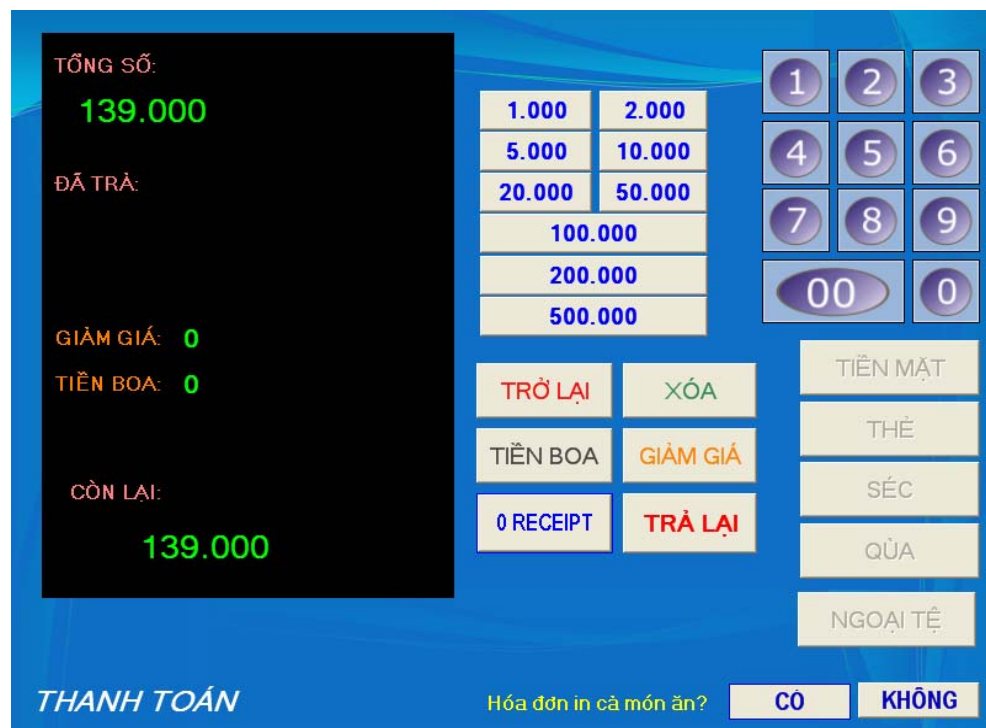 TỔNG SỐ:
139.000
ĐÃ TRẢ:
GIẢM GIÁ: 0
TIỀN BOA: 0
CÒN LẠI:
139.000
1.000 2.000
5.000 10.000
20.000 50.000
100.000
200.000
500.000
TRỞ LẠI XÓA
TIỀN BOA GIẢM GIÁ
0 RECEIPT TRẢ LẠI
1 2 3
4 5 6
7 8 9
00 0
TIỀN MẶT
THẺ
SÉC
QÙA
NGOẠI TỆ
THANH TOÁN
Hóa đơn in cả món ăn? CÓ KHÔNG